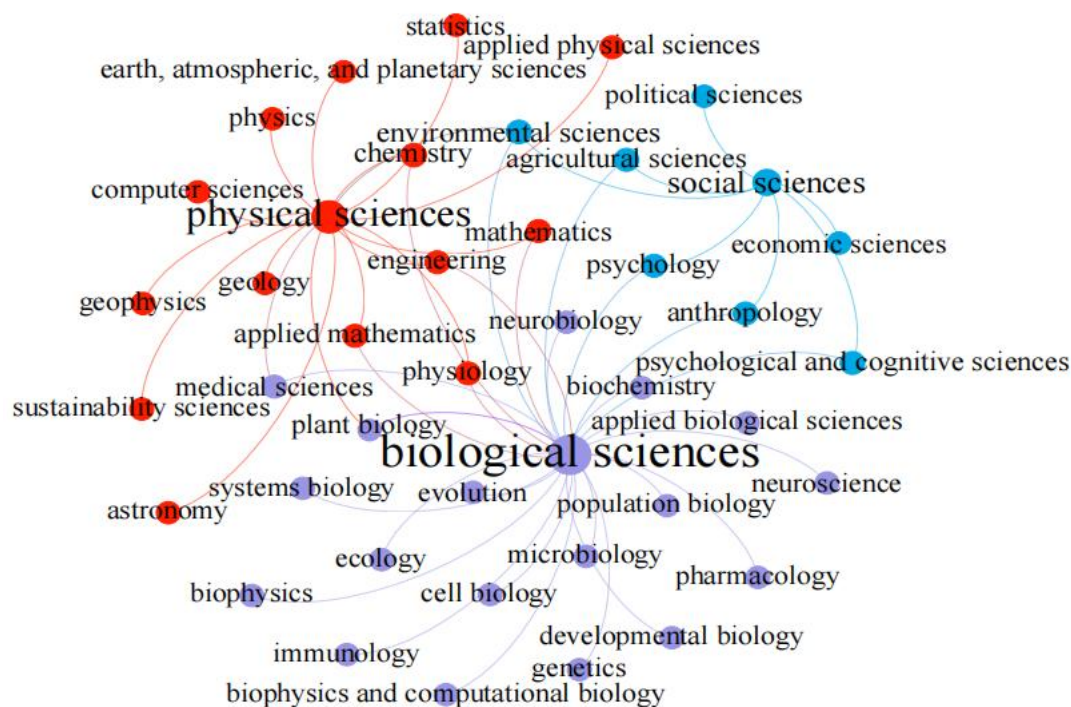 statistics
applied physical sciences
earth, atmospheric, and planetary sciences
political sciences
physics
environmental sciences
chemistry
agricultural sciences
computer sciences
social sciences
physical sciences
mathematics
economic sciences
engineering
psychology
geology
geophysics
neurobiology
anthropology
applied mathematics
psychological and cognitive sciences
physiology
medical sciences
biochemistry
sustainability sciences
plant biology
applied biological sciences
biological sciences
systems biology
evolution
neuroscience
population biology
astronomy
ecology
microbiology
pharmacology
biophysics
cell biology
developmental biology
immunology
genetics
biophysics and computational biology